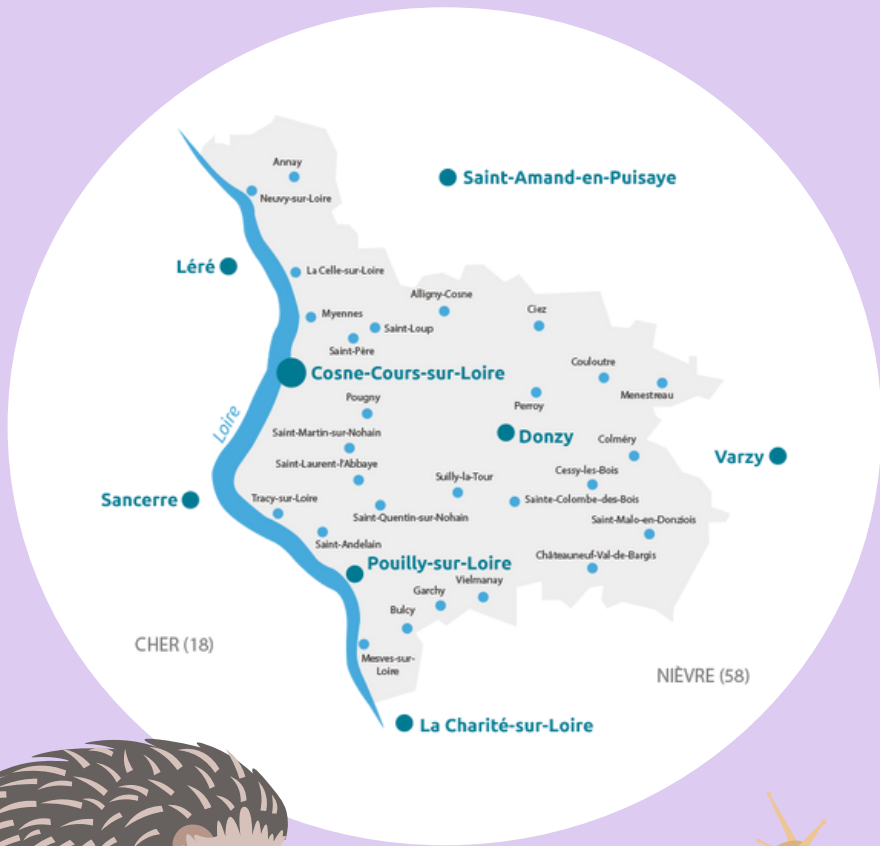 Annay
Saint-Amand-en-Puisaye
Neuvy-sur-Loire
Léré
La Celle-sur-Loire
Alligny-Cosne
Ciez
Myennes
Saint-Loup
Saint-Père
Couloutre
Cosne-Cours-sur-Loire
Menestreau
Pougny
Perroy
Loire
Saint-Martin-sur-Nohain
Donzy
Colméry
Varzy
Saint-Laurent-l'Abbaye
Cessy-les-Bois
Suilly-la-Tour
Sancerre
Tracy-sur-Loire
Sainte-Colombe-des-Bois
Saint-Quentin-sur-Nohain
Saint-Malo-en-Donziois
Saint-Andelain
Châteauneuf-Val-de-Bargis
Pouilly-sur-Loire
Vielmanay
Garchy
Bulcy
CHER (18)
Mesves-sur-
Loire
NIÈVRE (58)
La Charité-sur-Loire